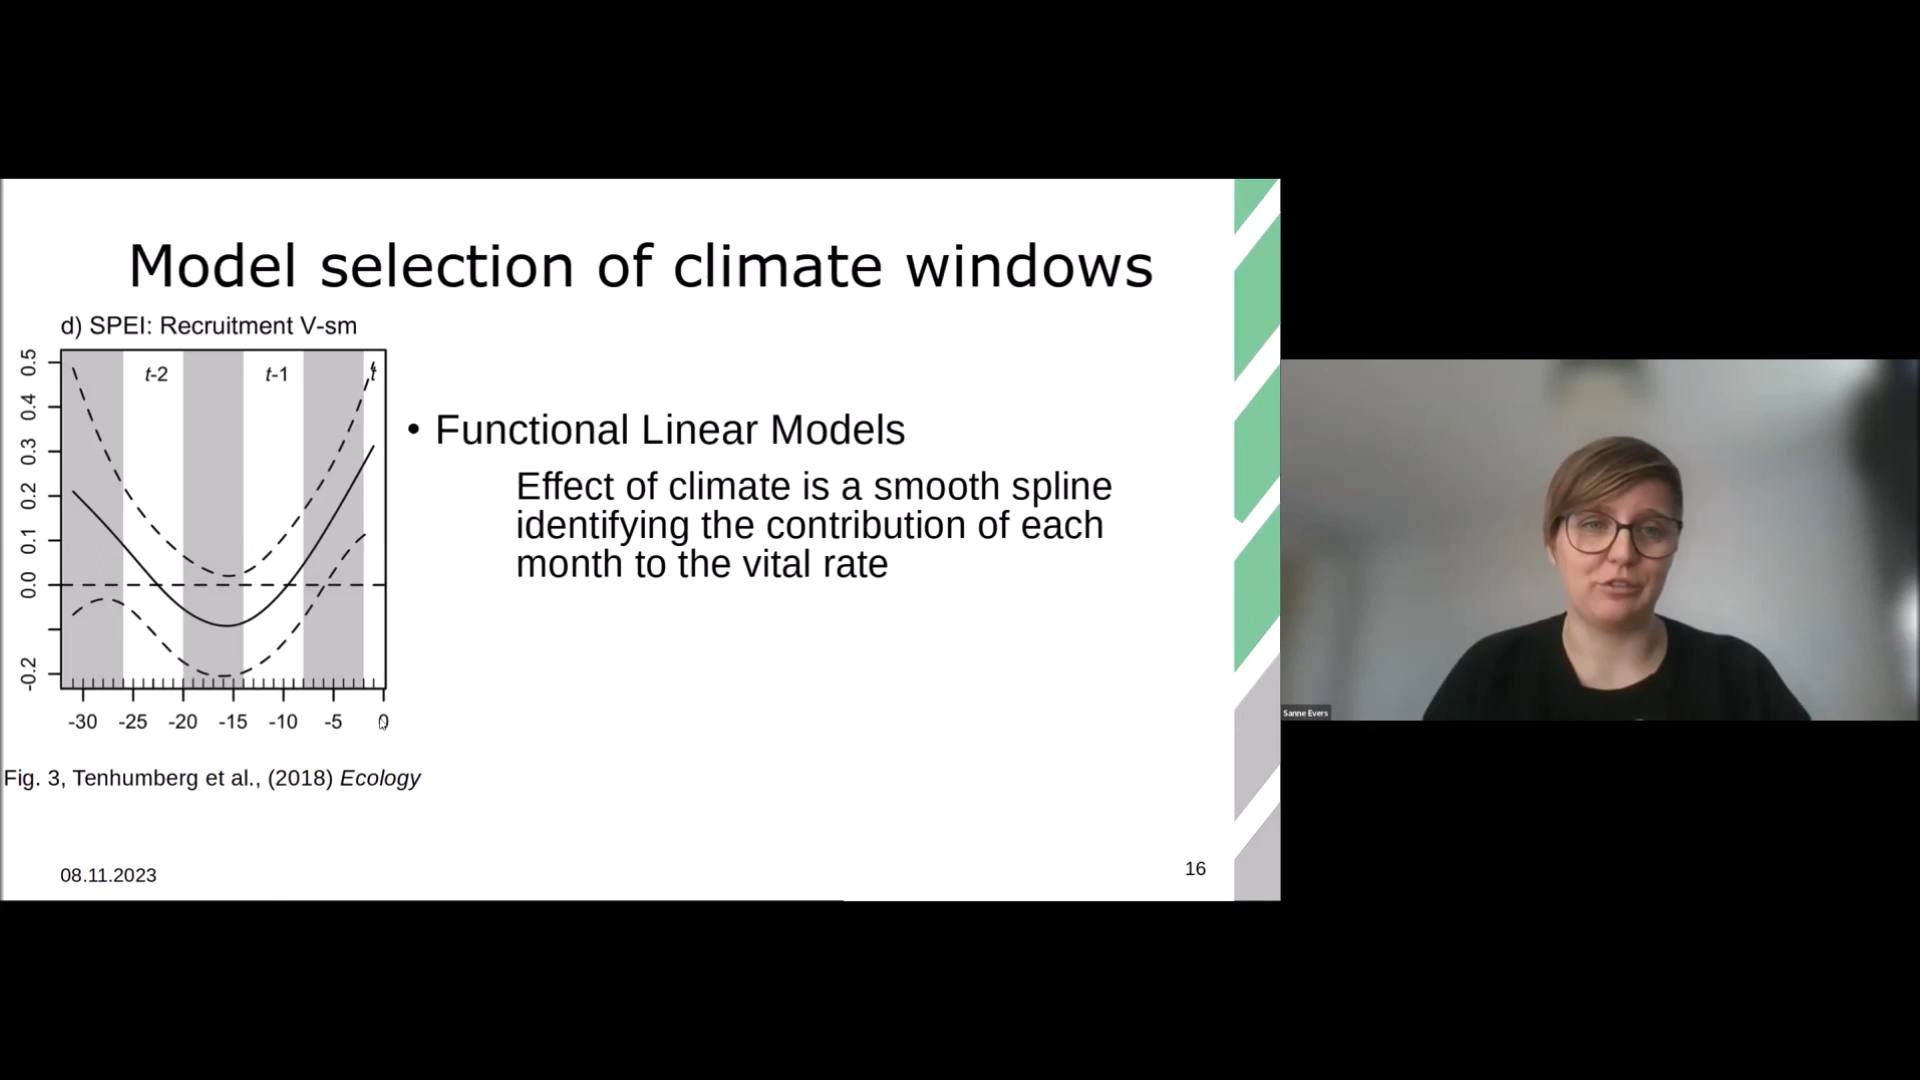 Model selection of climate windows
d) SPEI: Recruitment V-sm
0.5
0.4
0.3
0.2
0.1
0.0
-0.2
t-2
t-1
t
-30 -25 -20 -15 -10 -5 0
• Functional Linear Models
Effect of climate is a smooth spline
identifying the contribution of each
month to the vital rate
Fig. 3, Tenhumberg et al., (2018) Ecology
08.11.2023
16
Sanne Evers